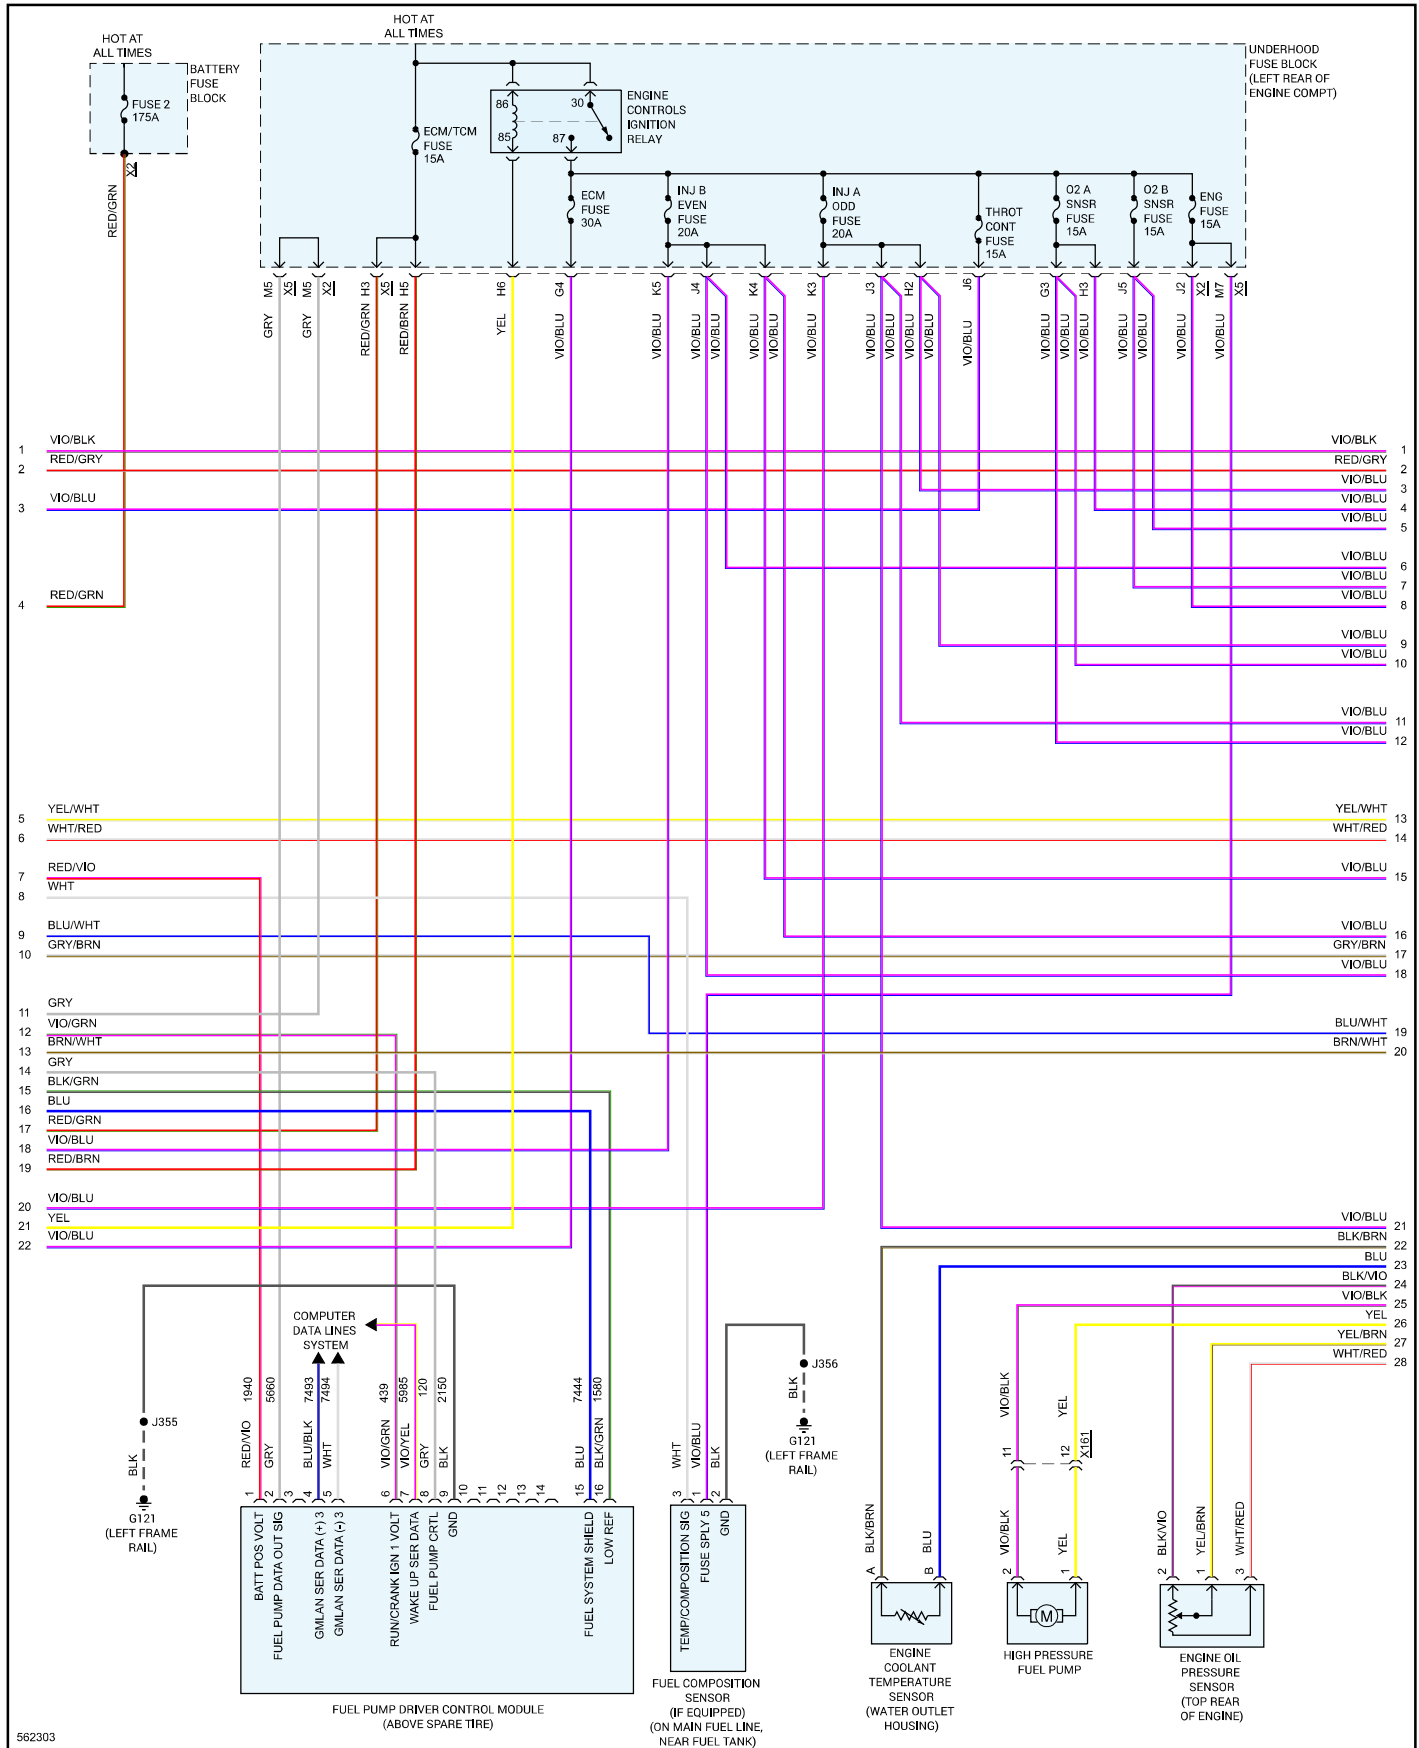 HOT AT
ALL TIMES
BATTERY
FUSE
BLOCK
FUSE 2
175A
X2
RED/GRN
HOT AT
ALL TIMES
UNDERHOOD
FUSE BLOCK
(LEFT REAR OF
ENGINE COMPT)
86
30
85
87
ENGINE
CONTROLS
IGNITION
RELAY
ECM/TCM
FUSE
15A
ECM
FUSE
30A
INJ B
EVEN
FUSE
20A
INJ A
ODD
FUSE
20A
THROT
CONT
FUSE
15A
O2 A
SNSR
FUSE
15A
O2 B
SNSR
FUSE
15A
ENG
FUSE
15A
M5 X5 M5 X2 H3 X5 H5 H6 G4 K5 J4 K4 K3 J3 H2 J6 G3 H3 J5 J2 X2 M7 X5
GRY GRY RED/GRN RED/BRN YEL VIO/BLU VIO/BLU VIO/BLU VIO/BLU VIO/BLU VIO/BLU VIO/BLU VIO/BLU VIO/BLU VIO/BLU VIO/BLU VIO/BLU VIO/BLU VIO/BLU VIO/BLU VIO/BLU VIO/BLU VIO/BLU
1 VIO/BLK VIO/BLK 1
2 RED/GRY RED/GRY 2
VIO/BLU 3
3 VIO/BLU VIO/BLU 4
VIO/BLU 5
VIO/BLU 6
VIO/BLU 7
4 RED/GRN VIO/BLU 8
VIO/BLU 9
VIO/BLU 10
VIO/BLU 11
VIO/BLU 12
5 YEL/WHT YEL/WHT 13
6 WHT/RED WHT/RED 14
7 RED/VIO VIO/BLU 15
8 WHT
9 BLU/WHT VIO/BLU 16
10 GRY/BRN GRY/BRN 17
VIO/BLU 18
11 GRY
12 VIO/GRN BLU/WHT 19
13 BRN/WHT BRN/WHT 20
14 GRY
15 BLK/GRN
16 BLU
17 RED/GRN
18 VIO/BLU
19 RED/BRN
20 VIO/BLU
21 YEL VIO/BLU 21
22 VIO/BLU BLK/BRN 22
BLU 23
BLK/VIO 24
VIO/BLK 25
YEL 26
YEL/BRN 27
WHT/RED 28
COMPUTER
DATA LINES
SYSTEM
J355
BLK
G121
(LEFT FRAME
RAIL)
1940 5660 7493 7494 439 5985 120 2150 7444 1580
RED/VIO GRY BLU/BLK WHT VIO/GRN VIO/YEL GRY BLK BLU BLK/GRN
1 2 3 4 5 6 7 8 9 10 11 12 13 14 15 16
BATT POS VOLT
FUEL PUMP DATA OUT SIG
GMLAN SER DATA (+) 3
GMLAN SER DATA (-) 3
RUN/CRANK IGN 1 VOLT
WAKE UP SER DATA
FUEL PUMP CRTL
GND
FUEL SYSTEM SHIELD
LOW REF
FUEL PUMP DRIVER CONTROL MODULE
(ABOVE SPARE TIRE)
J356
BLK
G121
(LEFT FRAME
RAIL)
WHT VIO/BLU BLK
3 1 2
TEMP/COMPOSITION SIG
FUSE SPLY 5
GND
FUEL COMPOSITION
SENSOR
(IF EQUIPPED)
(ON MAIN FUEL LINE,
NEAR FUEL TANK)
BLK/BRN BLU
A B
ENGINE
COOLANT
TEMPERATURE
SENSOR
(WATER OUTLET
HOUSING)
VIO/BLK YEL
11 12 X161
VIO/BLK YEL
2 1
M
HIGH PRESSURE
FUEL PUMP
BLK/VIO YEL/BRN WHT/RED
2 1 3
ENGINE OIL
PRESSURE
SENSOR
(TOP REAR
OF ENGINE)
562303